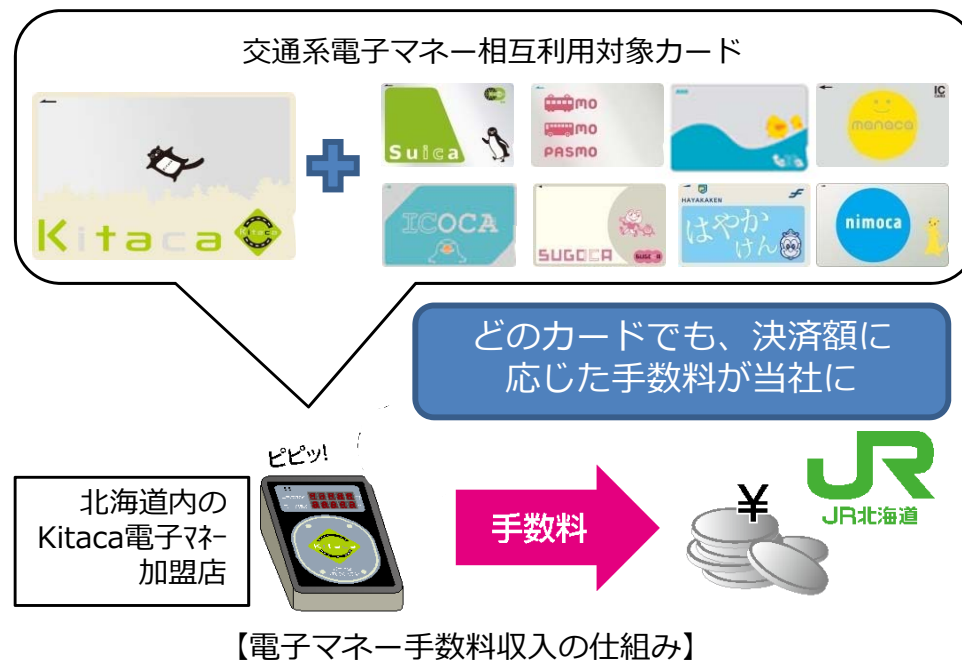 交通系電子マネー相互利用対象カード
Kitaca
Kitaca
Suica
mo
mo
PASMO
manaca
IC
CARD
ICOCA
SUGOCA
HAYAKAKEN
はやか
けん
nimoca
どのカードでも、決済額に
応じた手数料が当社に
ピピッ!
北海道内の
Kitaca電子ﾏﾈｰ
加盟店
Kitaca
手数料
¥
JR
JR北海道
【電子マネー手数料収入の仕組み】